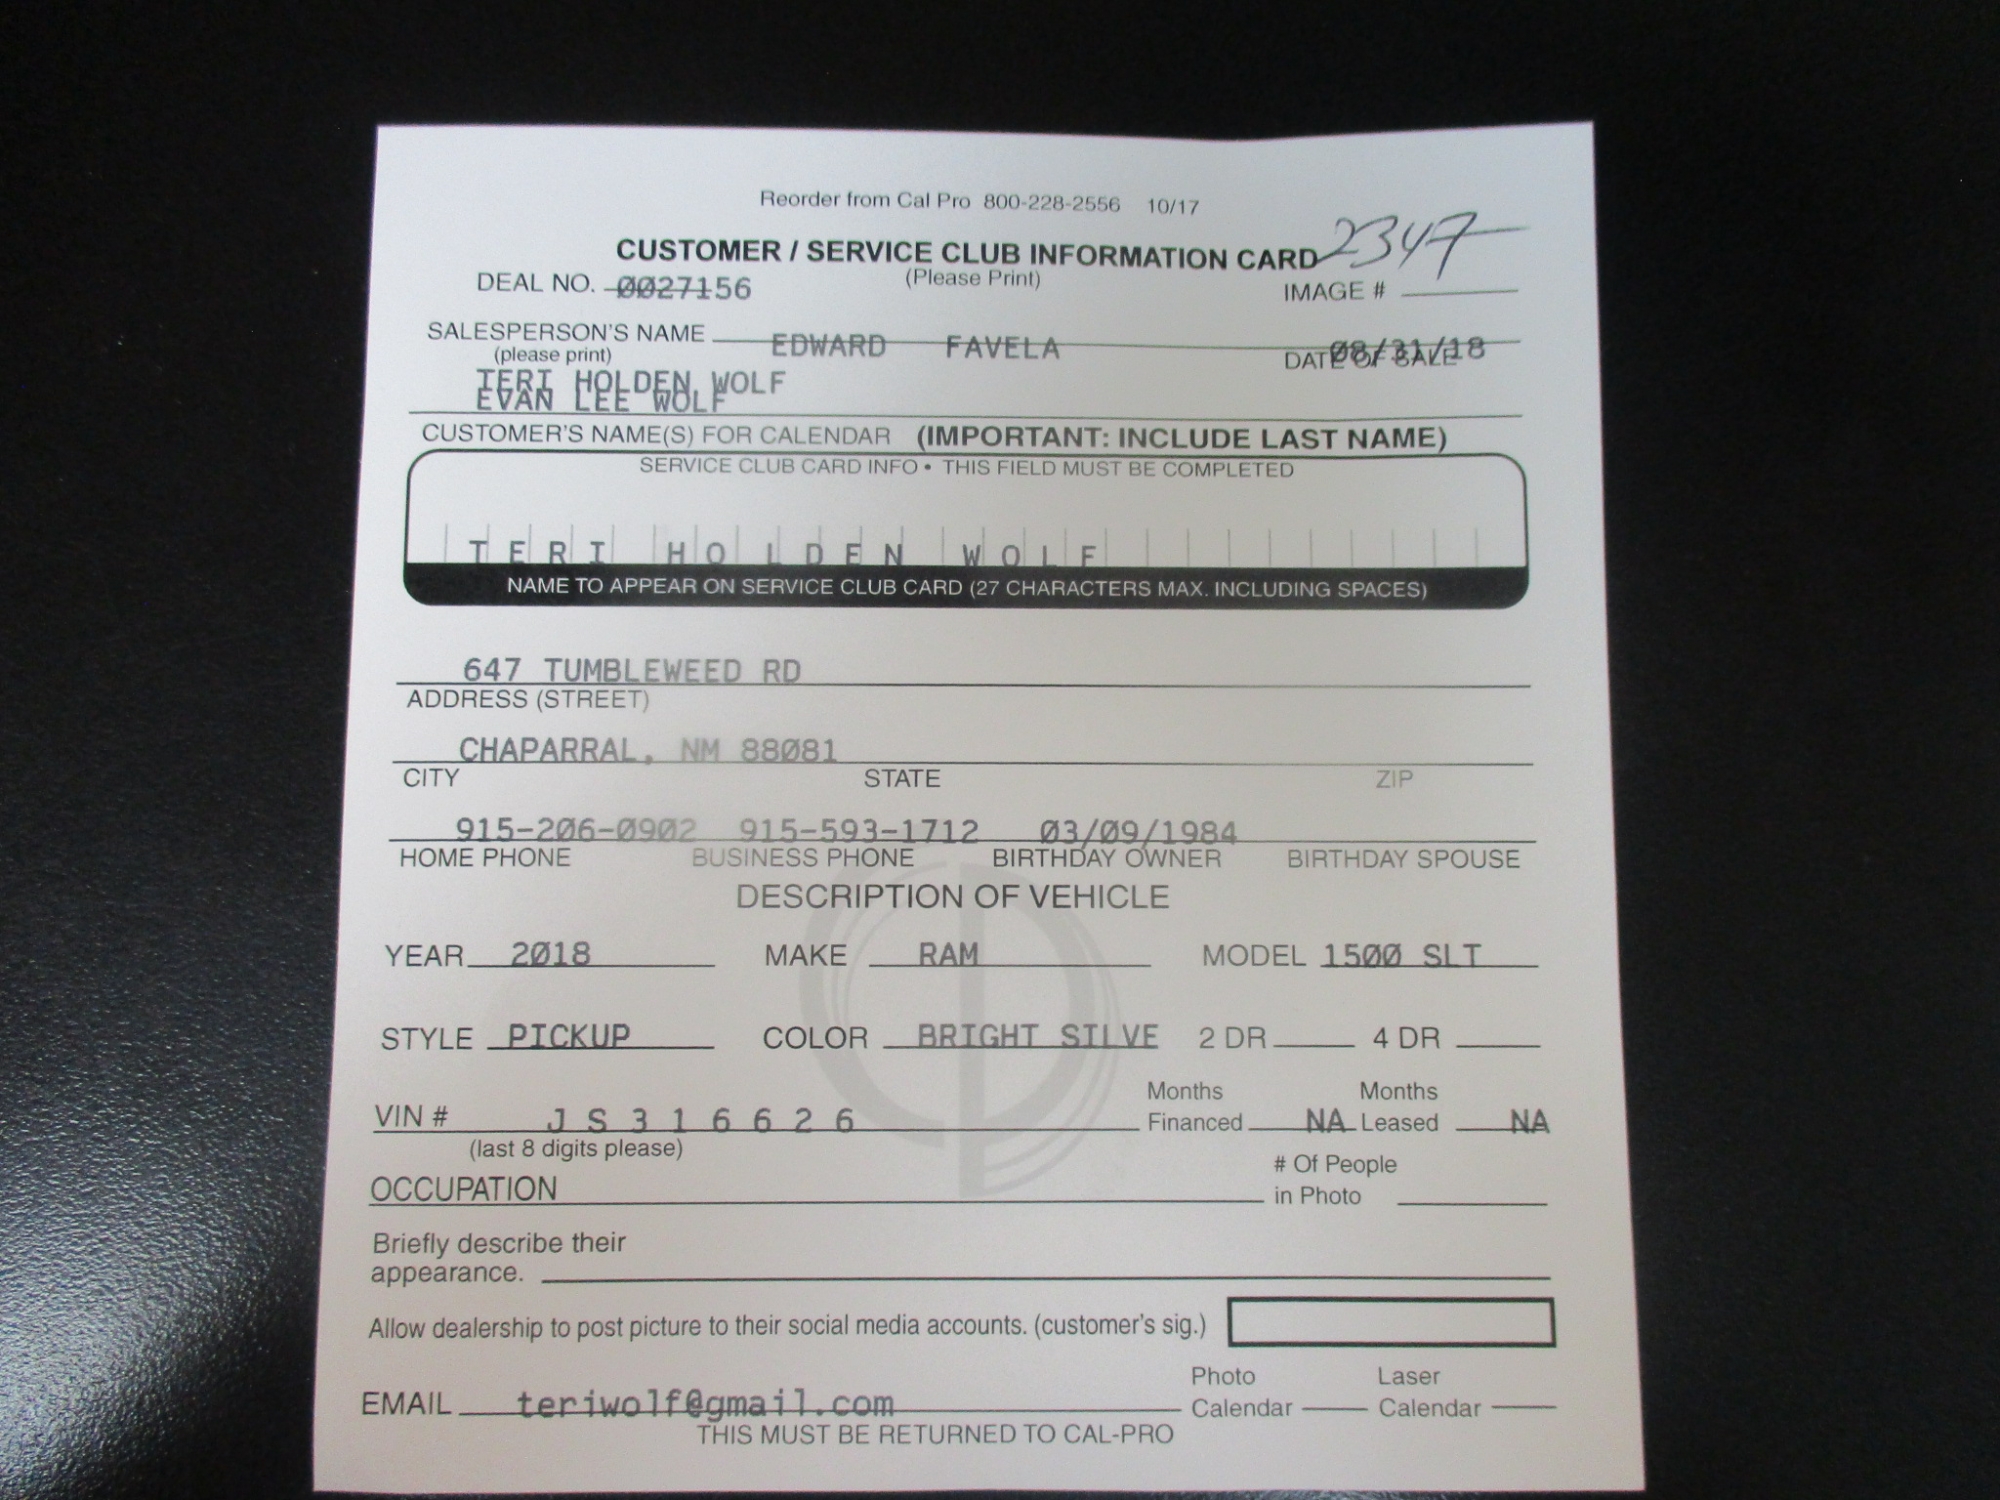 Reorder from Cal Pro 800-228-2556 10/17
2347
CUSTOMER / SERVICE CLUB INFORMATION CARD
(Please Print)
DEAL NO. 0027156 IMAGE #
SALESPERSON'S NAME EDWARD FAVELA DATE OF SALE 08/31/18
(please print)
TERI HOLDEN WOLF
EVAN LEE WOLF
CUSTOMER'S NAME(S) FOR CALENDAR (IMPORTANT: INCLUDE LAST NAME)
SERVICE CLUB CARD INFO • THIS FIELD MUST BE COMPLETED
TERI HOLDEN WOLF
NAME TO APPEAR ON SERVICE CLUB CARD (27 CHARACTERS MAX. INCLUDING SPACES)
647 TUMBLEWEED RD
ADDRESS (STREET)
CHAPARRAL, NM 88081
CITY STATE ZIP
915-206-0902 915-593-1712 03/09/1984
HOME PHONE BUSINESS PHONE BIRTHDAY OWNER BIRTHDAY SPOUSE
DESCRIPTION OF VEHICLE
YEAR 2018 MAKE RAM MODEL 1500 SLT
STYLE PICKUP COLOR BRIGHT SILVE 2 DR 4 DR
Months Months
VIN # JS316626 Financed NA Leased NA
(last 8 digits please)
# Of People
OCCUPATION in Photo
Briefly describe their
appearance.
Allow dealership to post picture to their social media accounts. (customer's sig.)
Photo Laser
EMAIL teriwolf@gmail.com Calendar Calendar
THIS MUST BE RETURNED TO CAL-PRO